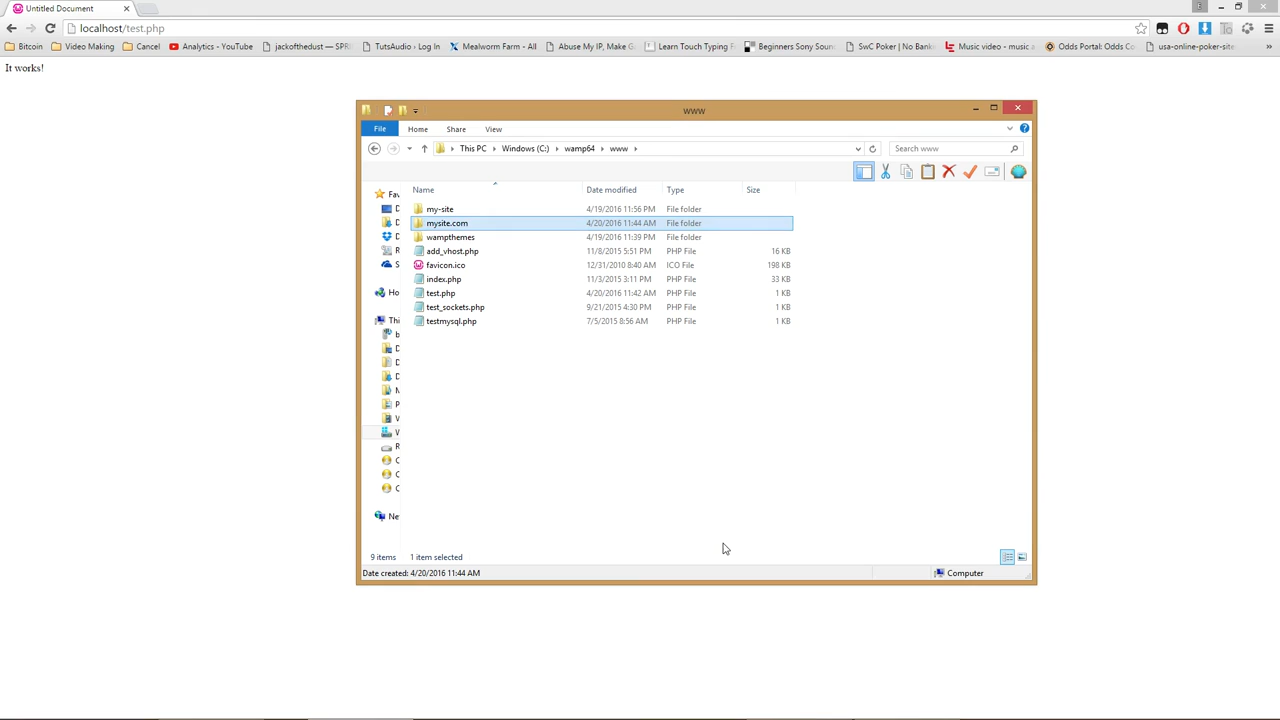 Untitled Document
localhost/test.php
Bitcoin Video Making Cancel Analytics - YouTube jackofthedust — SPR TutsAudio › Log In Mealworm Farm - All Abuse My IP, Make G Learn Touch Typing F Beginners Sony Soun SwC Poker | No Bank Music video - music a Odds Portal: Odds Co usa-online-poker-site
It works!
www
File Home Share View
This PC Windows (C:) wamp64 www
Search www
Name Date modified Type Size
my-site 4/19/2016 11:56 PM File folder
mysite.com 4/20/2016 11:44 AM File folder
wampthemes 4/19/2016 11:39 PM File folder
add_vhost.php 11/8/2015 5:51 PM PHP File 16 KB
favicon.ico 12/31/2010 8:40 AM ICO File 198 KB
index.php 11/3/2015 3:11 PM PHP File 33 KB
test.php 4/20/2016 11:42 AM PHP File 1 KB
test_sockets.php 9/21/2015 4:30 PM PHP File 1 KB
testmysql.php 7/5/2015 8:56 AM PHP File 1 KB
Fav
Ho
Thi
Ne
9 items 1 item selected
Date created: 4/20/2016 11:44 AM
Computer